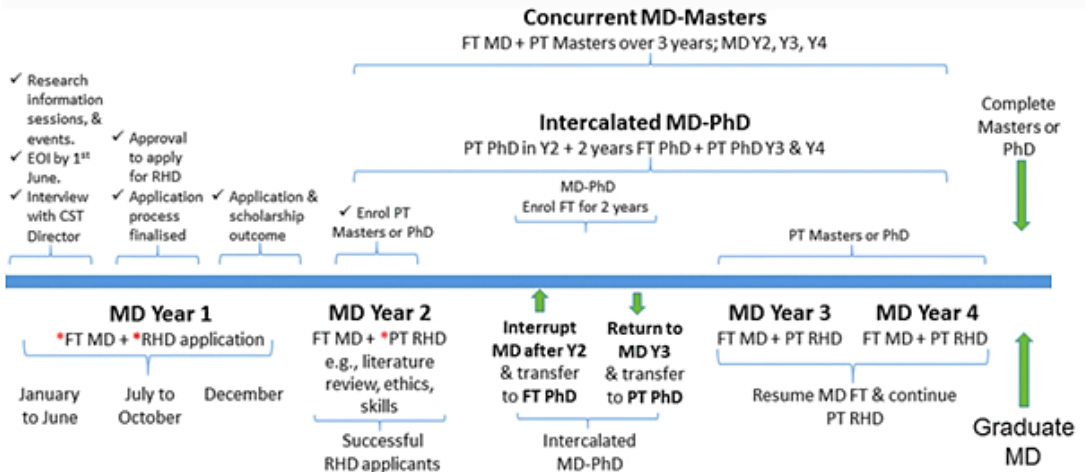 Concurrent MD-Masters
FT MD + PT Masters over 3 years; MD Y2, Y3, Y4
✓ Research
information
sessions, &
events.
✓ EOI by 1st
June.
✓ Interview
with CST
Director
✓ Approval
to apply
for RHD
✓ Application
process
finalised
✓ Application &
scholarship
outcome
Intercalated MD-PhD
PT PhD in Y2 + 2 years FT PhD + PT PhD Y3 & Y4
✓ Enrol PT
Masters or PhD
MD-PhD
Enrol FT for 2 years
PT Masters or PhD
Complete
Masters or
PhD
MD Year 1
*FT MD + *RHD application
January
to June
July to
October
December
MD Year 2
FT MD + *PT RHD
e.g., literature
review, ethics,
skills
Successful
RHD applicants
Interrupt
MD after Y2
& transfer
to FT PhD
Return to
MD Y3
& transfer
to PT PhD
Intercalated
MD-PhD
MD Year 3
FT MD + PT RHD
MD Year 4
FT MD + PT RHD
Resume MD FT & continue
PT RHD
Graduate
MD